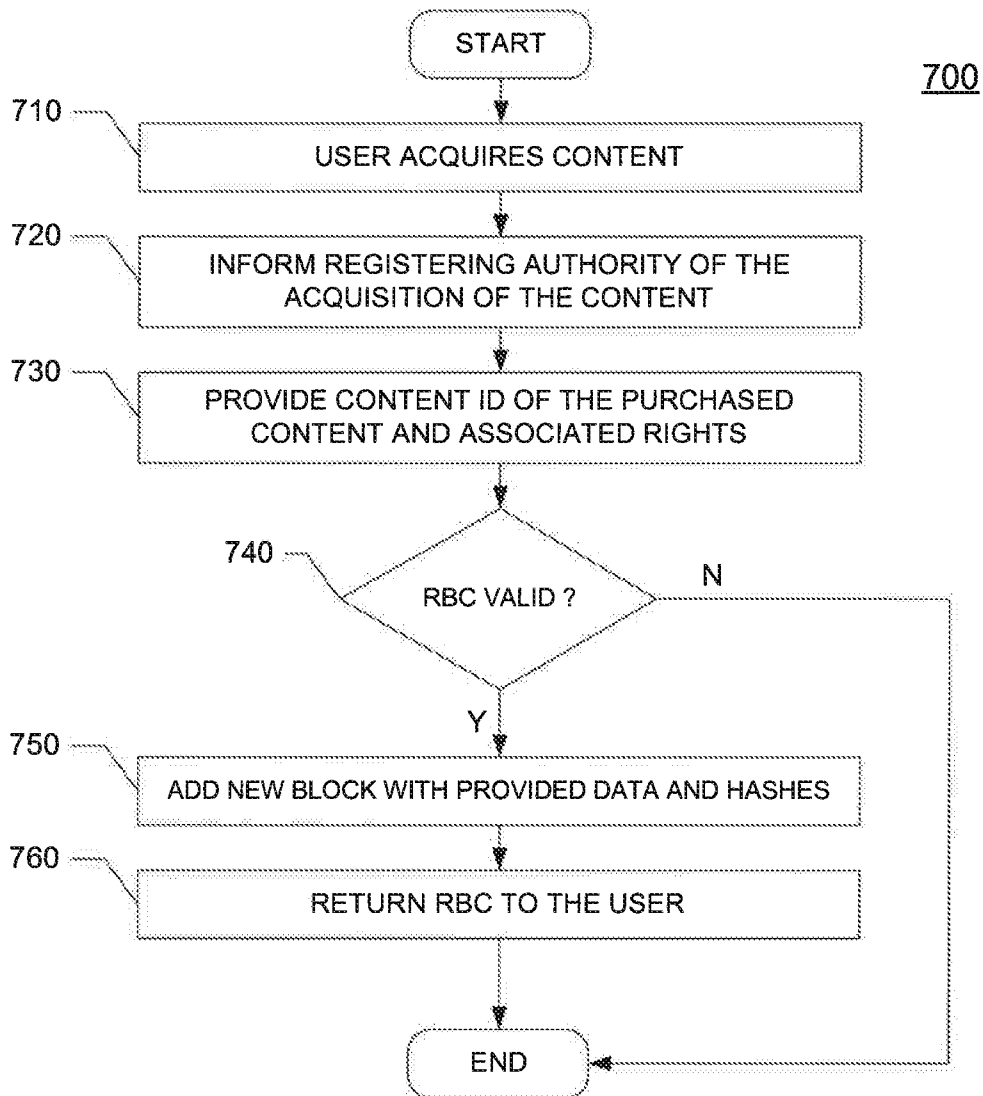 START
700
710
USER ACQUIRES CONTENT
720
INFORM REGISTERING AUTHORITY OF THE
ACQUISITION OF THE CONTENT
730
PROVIDE CONTENT ID OF THE PURCHASED
CONTENT AND ASSOCIATED RIGHTS
740
RBC VALID ?
N
Y
750
ADD NEW BLOCK WITH PROVIDED DATA AND HASHES
760
RETURN RBC TO THE USER
END